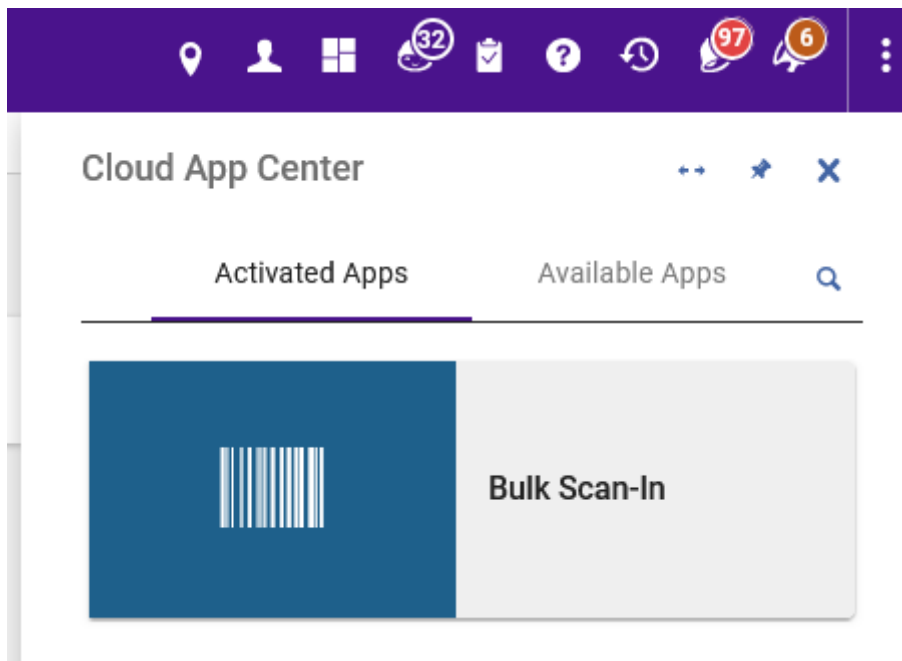 32
97
6
Cloud App Center
Activated Apps
Available Apps
Bulk Scan-In